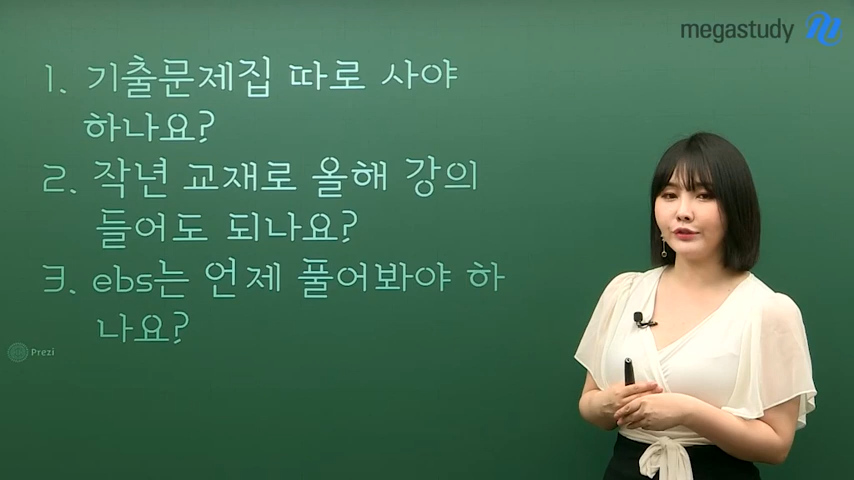 megastudy
1. 기출문제집 따로 사야
하나요?
2. 작년 교재로 올해 강의
들어도 되나요?
3. ebs는 언제 풀어봐야 하
나요?
Prezi